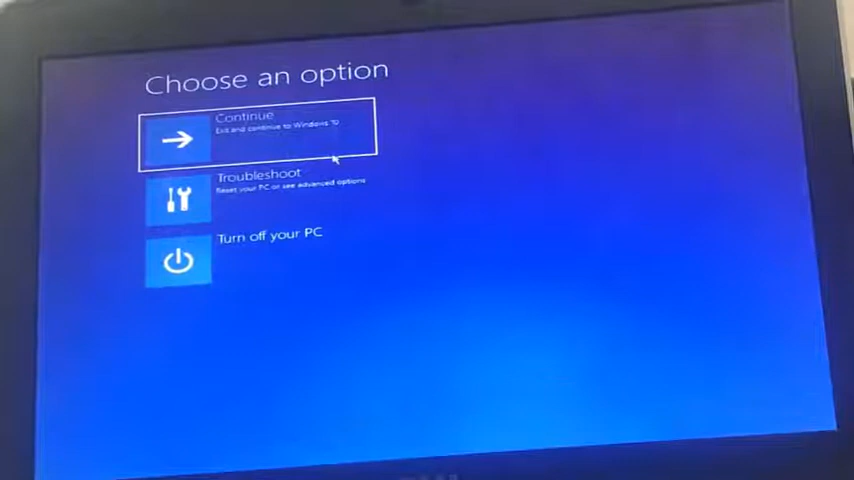 Choose an option
Continue
Exit and continue to Windows 10
Troubleshoot
Reset your PC or see advanced options
Turn off your PC